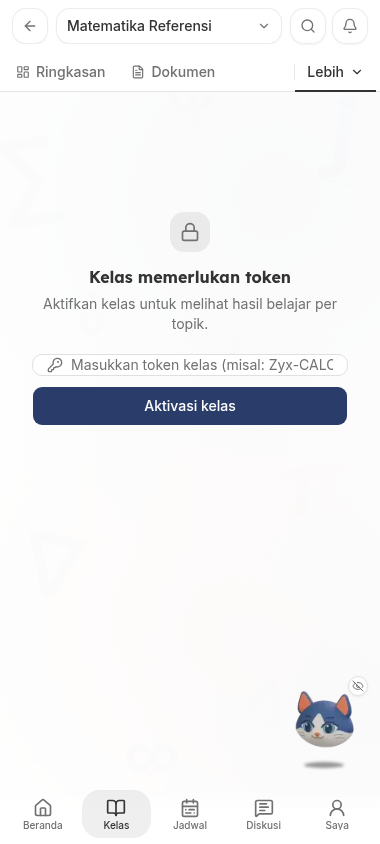 Matematika Referensi
Ringkasan
Dokumen
Lebih
Kelas memerlukan token
Aktifkan kelas untuk melihat hasil belajar per
topik.
Masukkan token kelas (misal: Zyx-CALC
Aktivasi kelas
Beranda
Kelas
Jadwal
Diskusi
Saya